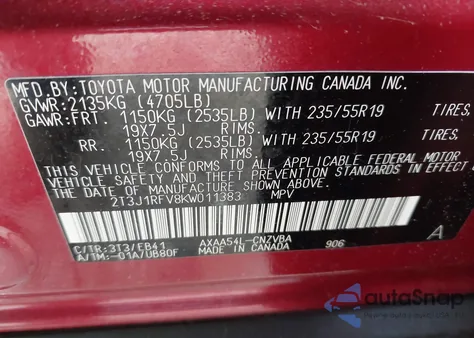 MFD.BY: TOYOTA MOTOR MANUFACTURING CANADA INC.
GVWR: 2135KG (4705LB)
GAWR: FRT. 1150KG (2535LB) WITH 235/55R19 TIRES,
19X7.5J RIMS.
RR. 1150KG (2535LB) WITH 235/55R19 TIRES,
19X7.5J RIMS.
THIS VEHICLE CONFORMS TO ALL APPLICABLE FEDERAL MOTOR
VEHICLE SAFETY AND THEFT PREVENTION STANDARDS IN EFFECT ON
THE DATE OF MANUFACTURE SHOWN ABOVE.
2T3J1RFV8KW011383 MPV
C/TR: 3T3/EB41 AXAA54L-CNZVBA A
A/TM: -01A/UB80F MADE IN CANADA 906
autoSnap